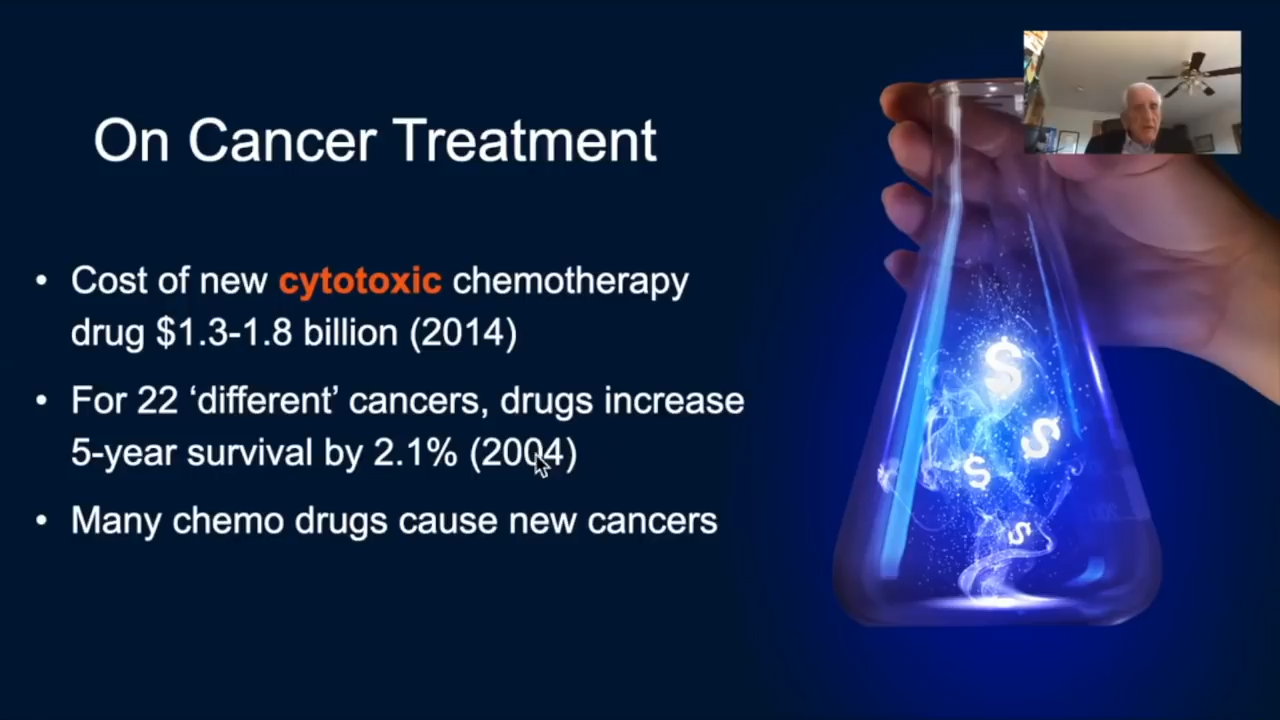 On Cancer Treatment
• Cost of new cytotoxic chemotherapy
drug $1.3-1.8 billion (2014)
• For 22 ‘different’ cancers, drugs increase
5-year survival by 2.1% (2004)
• Many chemo drugs cause new cancers
$
$
$
$